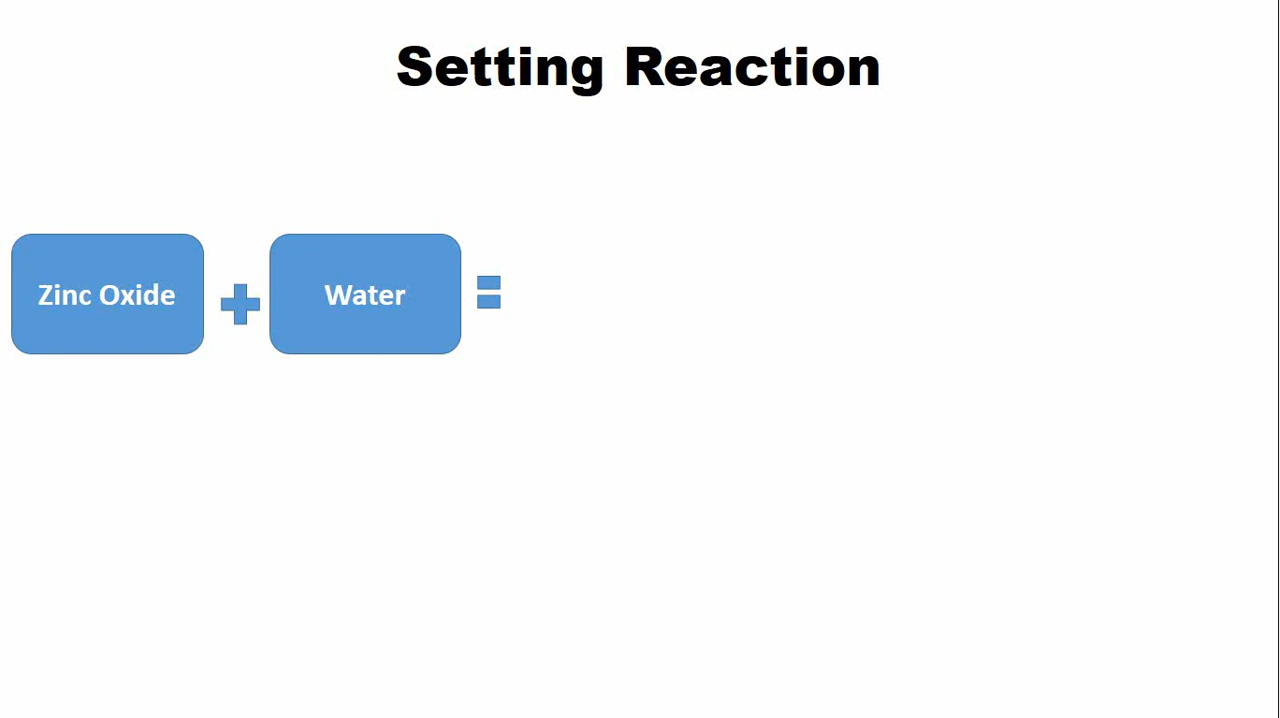 Setting Reaction
Zinc Oxide + Water =